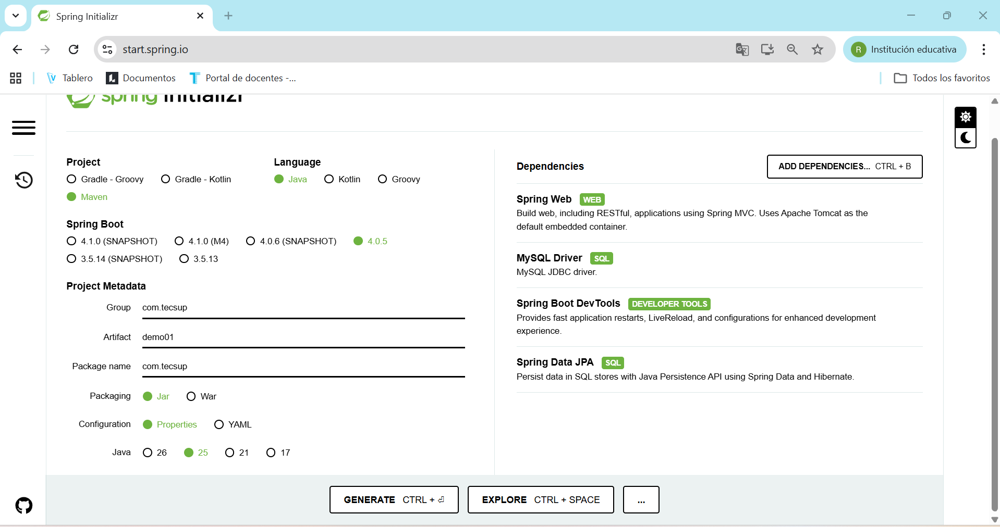 Spring Initializr
start.spring.io
R Institución educativa
Tablero
Documentos
Portal de docentes -...
Todos los favoritos
spring initializr
Project
Gradle - Groovy Gradle - Kotlin
Maven
Language
Java Kotlin Groovy
Spring Boot
4.1.0 (SNAPSHOT) 4.1.0 (M4) 4.0.6 (SNAPSHOT) 4.0.5
3.5.14 (SNAPSHOT) 3.5.13
Project Metadata
Group com.tecsup
Artifact demo01
Package name com.tecsup
Packaging Jar War
Configuration Properties YAML
Java 26 25 21 17
Dependencies
ADD DEPENDENCIES... CTRL + B
Spring Web WEB
Build web, including RESTful, applications using Spring MVC. Uses Apache Tomcat as the
default embedded container.
MySQL Driver SQL
MySQL JDBC driver.
Spring Boot DevTools DEVELOPER TOOLS
Provides fast application restarts, LiveReload, and configurations for enhanced development
experience.
Spring Data JPA SQL
Persist data in SQL stores with Java Persistence API using Spring Data and Hibernate.
GENERATE CTRL + ⏎
EXPLORE CTRL + SPACE
...